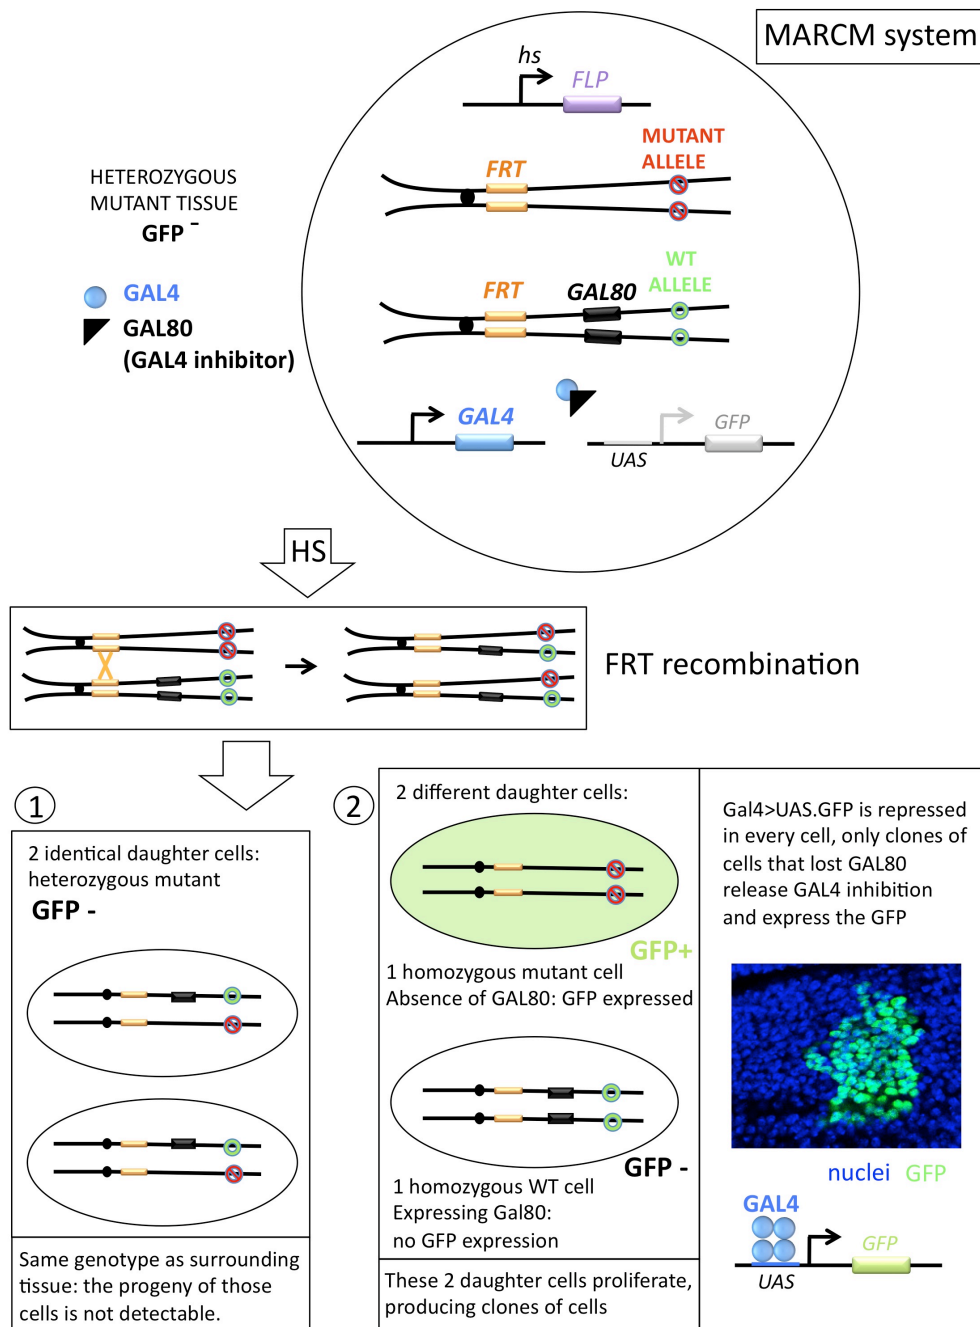 MARCM system
hs
FLP
MUTANT
ALLELE
FRT
HETEROZYGOUS
MUTANT TISSUE
GFP -
WT
ALLELE
FRT
GAL80
GAL4
GAL80
(GAL4 inhibitor)
GAL4
UAS
GFP
HS
FRT recombination
1
2 identical daughter cells:
heterozygous mutant
GFP -
Same genotype as surrounding
tissue: the progeny of those
cells is not detectable.
2
2 different daughter cells:
GFP+
1 homozygous mutant cell
Absence of GAL80: GFP expressed
GFP -
1 homozygous WT cell
Expressing Gal80:
no GFP expression
These 2 daughter cells proliferate,
producing clones of cells
Gal4>UAS.GFP is repressed
in every cell, only clones of
cells that lost GAL80
release GAL4 inhibition
and express the GFP
nuclei GFP
GAL4
UAS
GFP